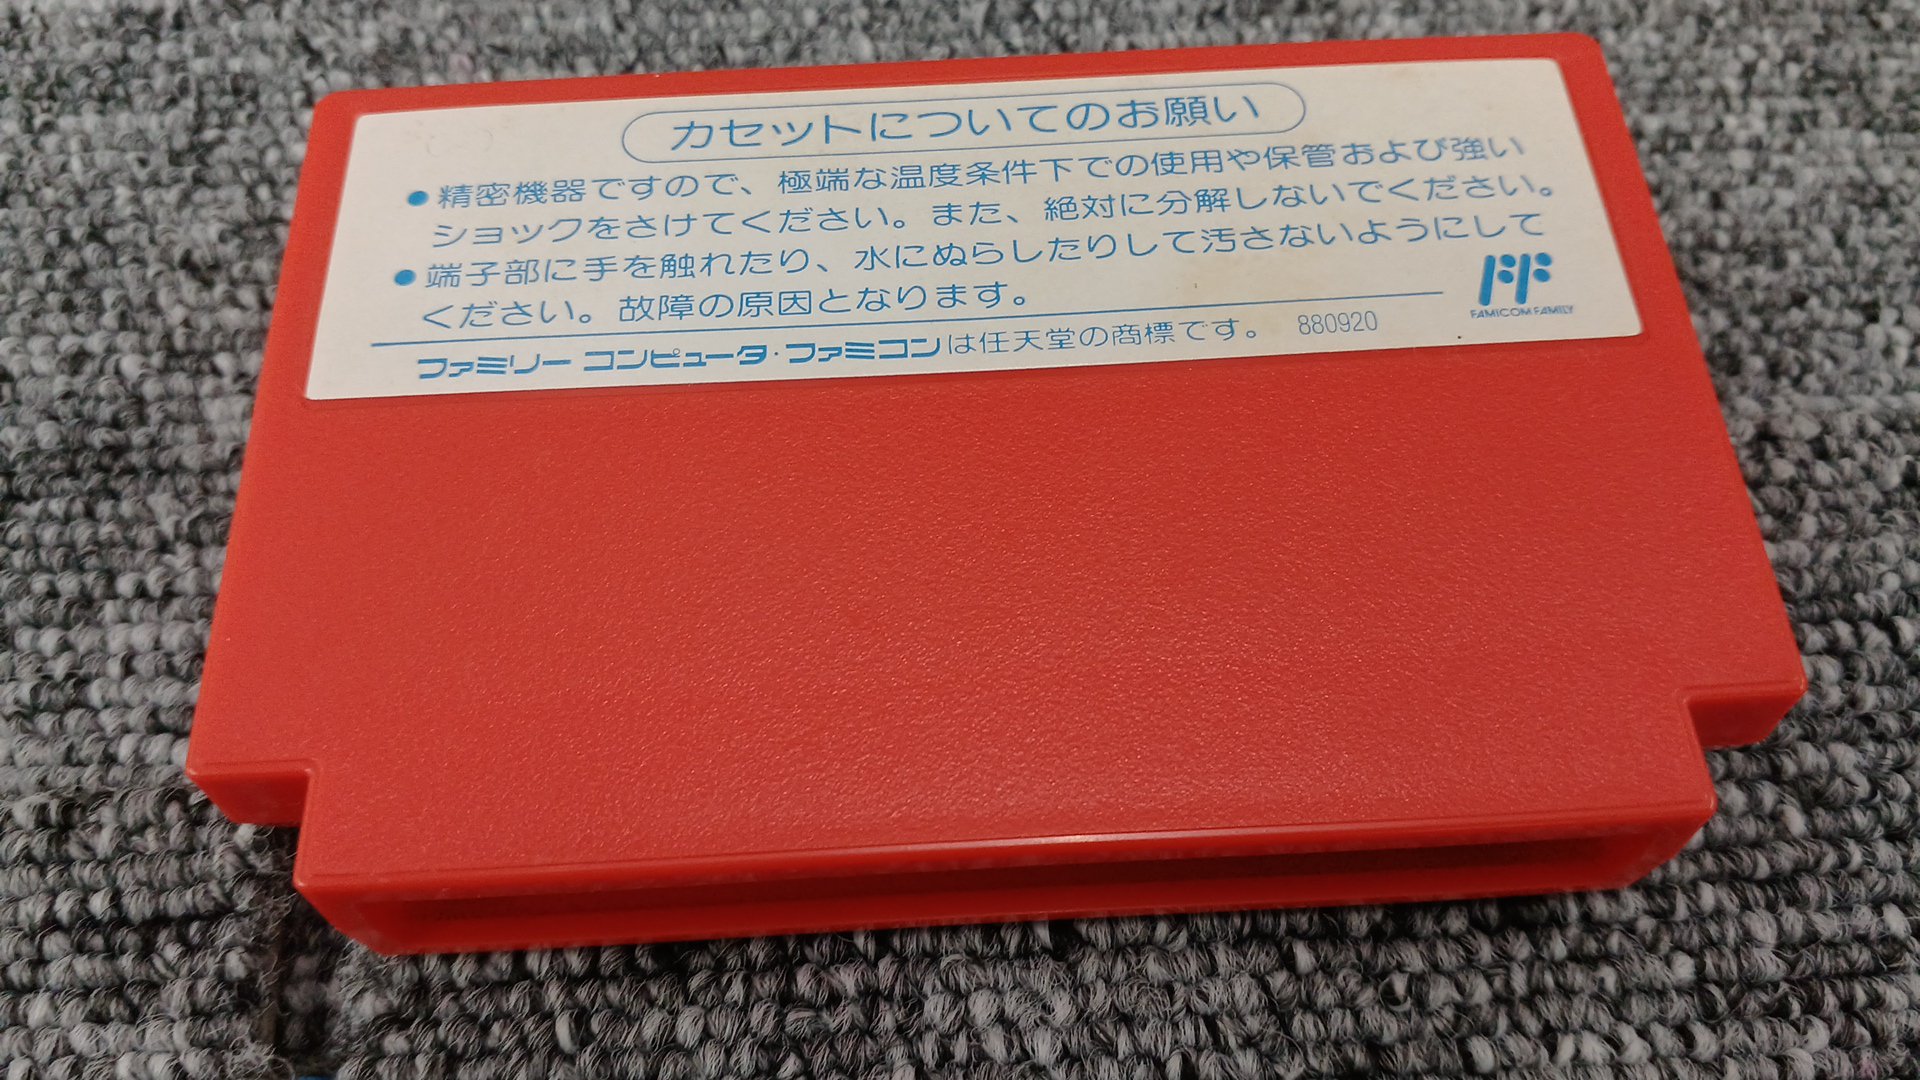 カセットについてのお願い
●精密機器ですので、極端な温度条件下での使用や保管および強い
ショックをさけてください。また、絶対に分解しないでください。
●端子部に手を触れたり、水にぬらしたりして汚さないようにして
ください。故障の原因となります。
FF
FAMICOM FAMILY
ファミリー コンピュータ・ファミコンは任天堂の商標です。 880920